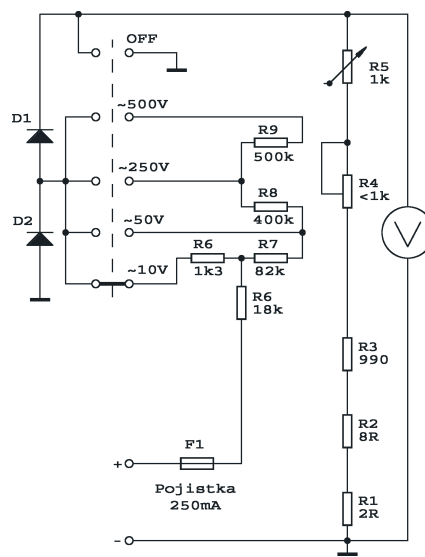 OFF
R5
1k
~500V
D1
R9
500k
~250V
R4
<1k
R8
400k
D2
~50V
V
~10V
R6
1k3
R7
82k
R6
18k
R3
990
R2
8R
F1
+
Pojistka
250mA
R1
2R
-